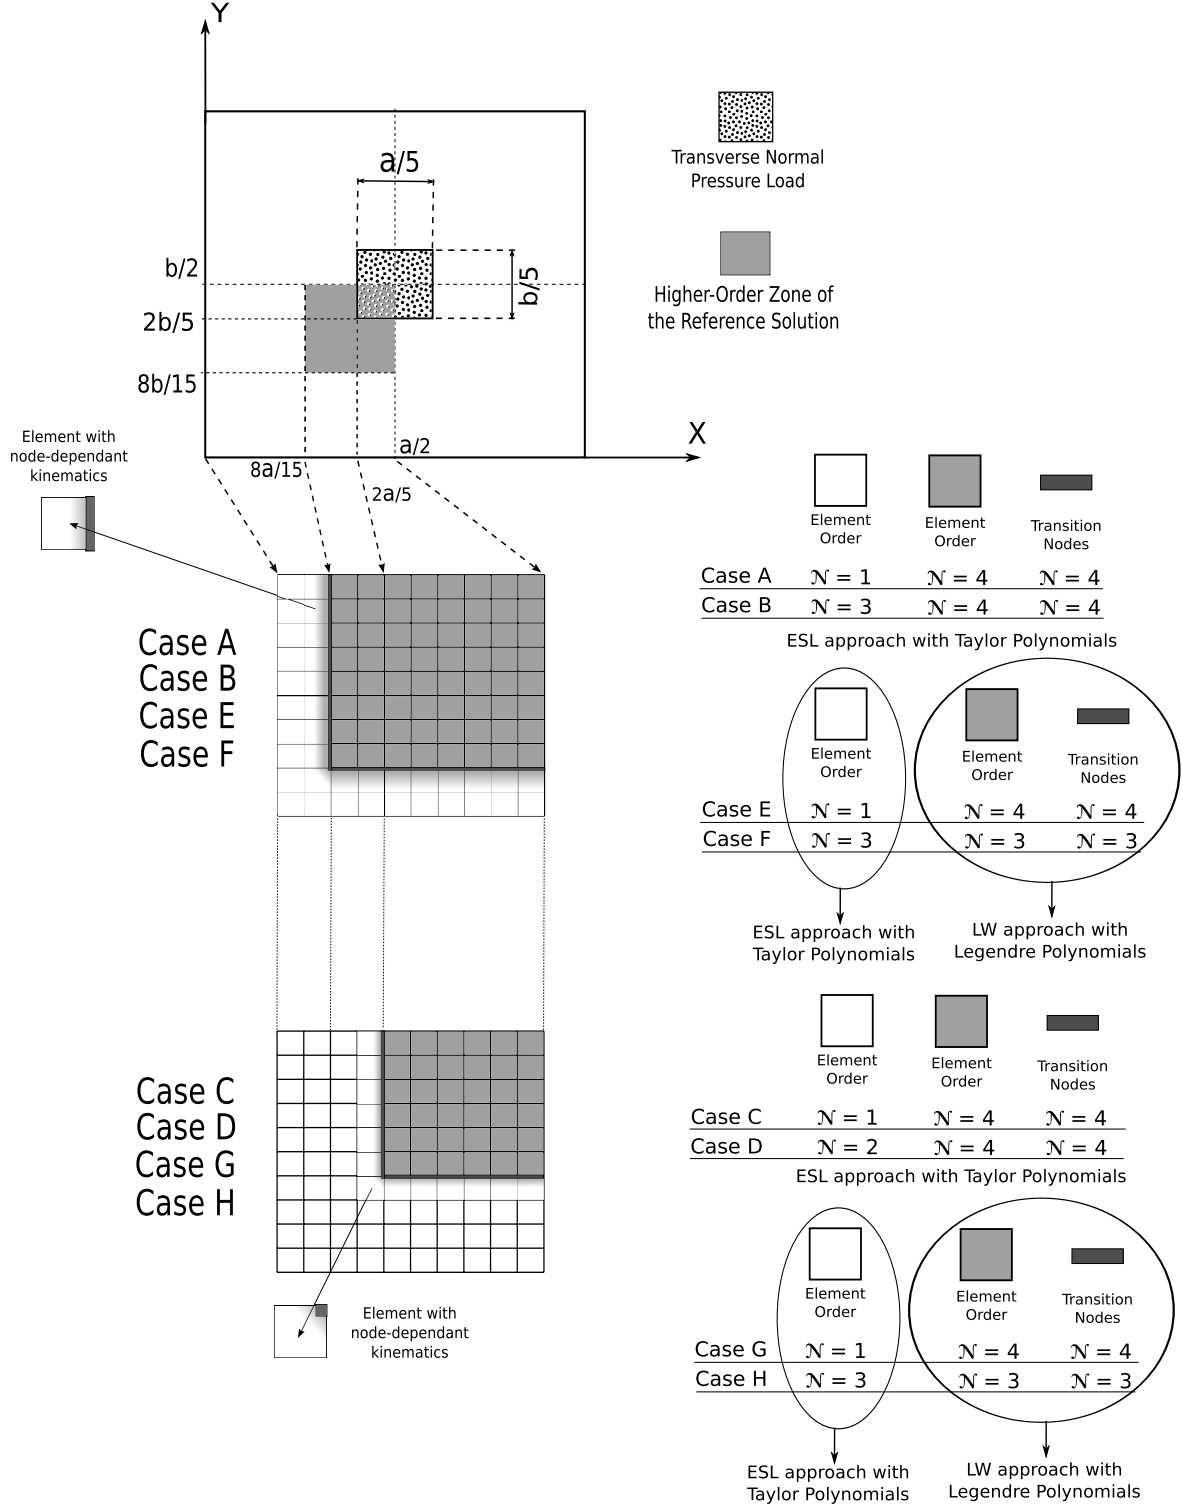 Y
a/5
b/5
b/2
2b/5
8b/15
X
a/2
8a/15
2a/5
Transverse Normal
Pressure Load
Higher-Order Zone of
the Reference Solution
Element with
node-dependant
kinematics
Case A
Case B
Case E
Case F
Element
Order
Element
Order
Transition
Nodes
Case A 𝒩 = 1 𝒩 = 4 𝒩 = 4
Case B 𝒩 = 3 𝒩 = 4 𝒩 = 4
ESL approach with Taylor Polynomials
Element
Order
Element
Order
Transition
Nodes
Case E 𝒩 = 1 𝒩 = 4 𝒩 = 4
Case F 𝒩 = 3 𝒩 = 3 𝒩 = 3
ESL approach with
Taylor Polynomials
LW approach with
Legendre Polynomials
Case C
Case D
Case G
Case H
Element with
node-dependant
kinematics
Element
Order
Element
Order
Transition
Nodes
Case C 𝒩 = 1 𝒩 = 4 𝒩 = 4
Case D 𝒩 = 2 𝒩 = 4 𝒩 = 4
ESL approach with Taylor Polynomials
Element
Order
Element
Order
Transition
Nodes
Case G 𝒩 = 1 𝒩 = 4 𝒩 = 4
Case H 𝒩 = 3 𝒩 = 3 𝒩 = 3
ESL approach with
Taylor Polynomials
LW approach with
Legendre Polynomials